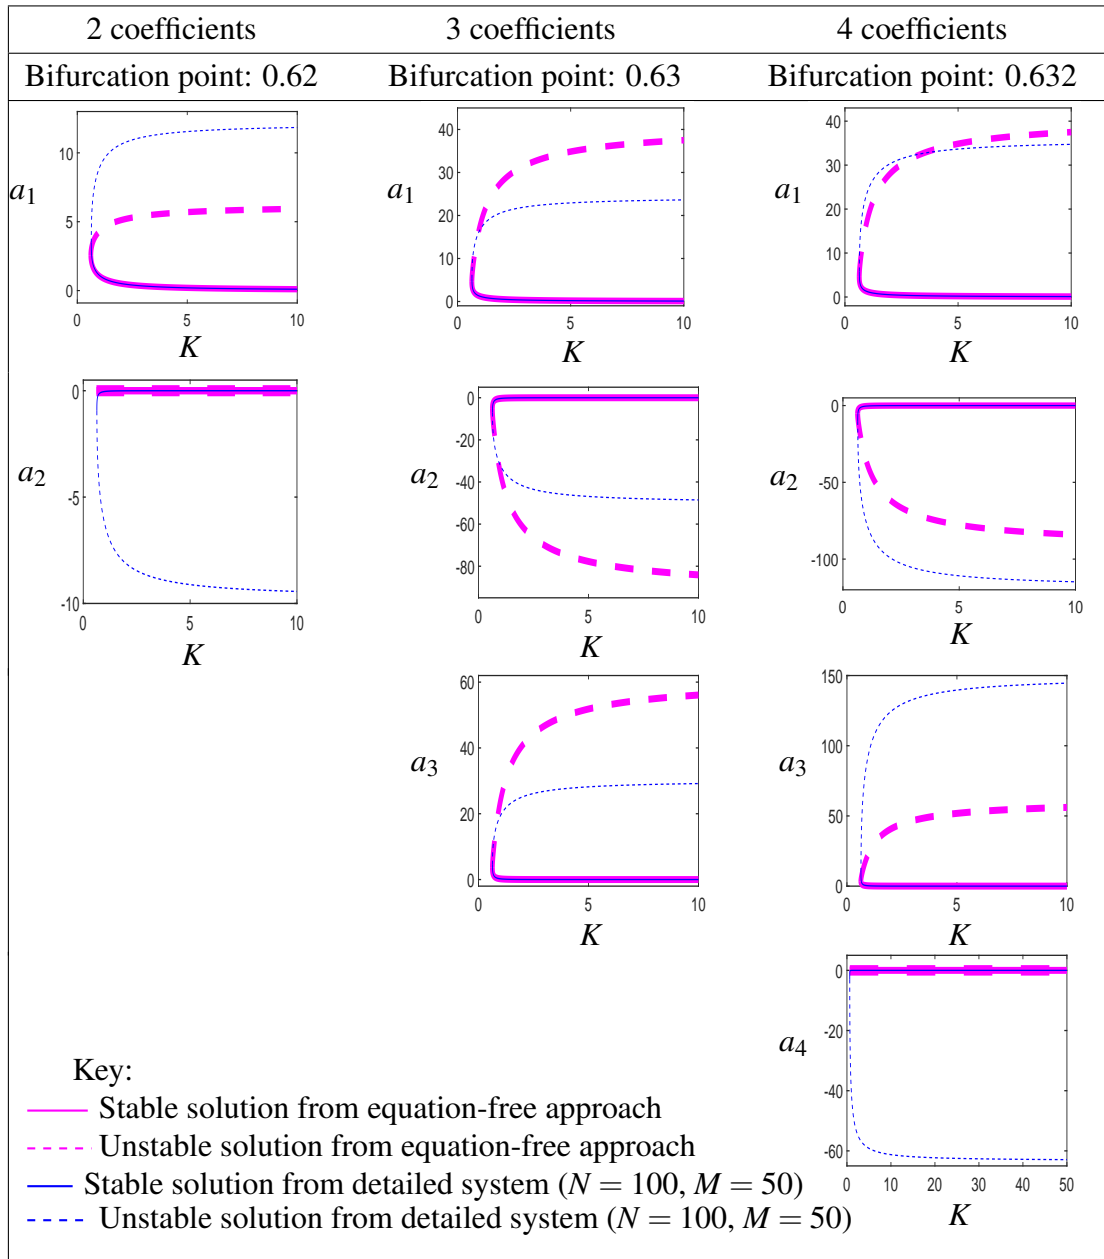 2 coefficients 3 coefficients 4 coefficients
Bifurcation point: 0.62 Bifurcation point: 0.63 Bifurcation point: 0.632
a1
10
5
0
0 5 10
K
a1
40
30
20
10
0
0 5 10
K
a1
40
30
20
10
0
0 5 10
K
a2
0
-5
-10
0 5 10
K
a2
0
-20
-40
-60
-80
0 5 10
K
a2
0
-50
-100
0 5 10
K
a3
60
40
20
0
0 5 10
K
a3
150
100
50
0
0 5 10
K
a4
0
-20
-40
-60
0 10 20 30 40 50
K
Key:
Stable solution from equation-free approach
Unstable solution from equation-free approach
Stable solution from detailed system (N = 100, M = 50)
Unstable solution from detailed system (N = 100, M = 50)